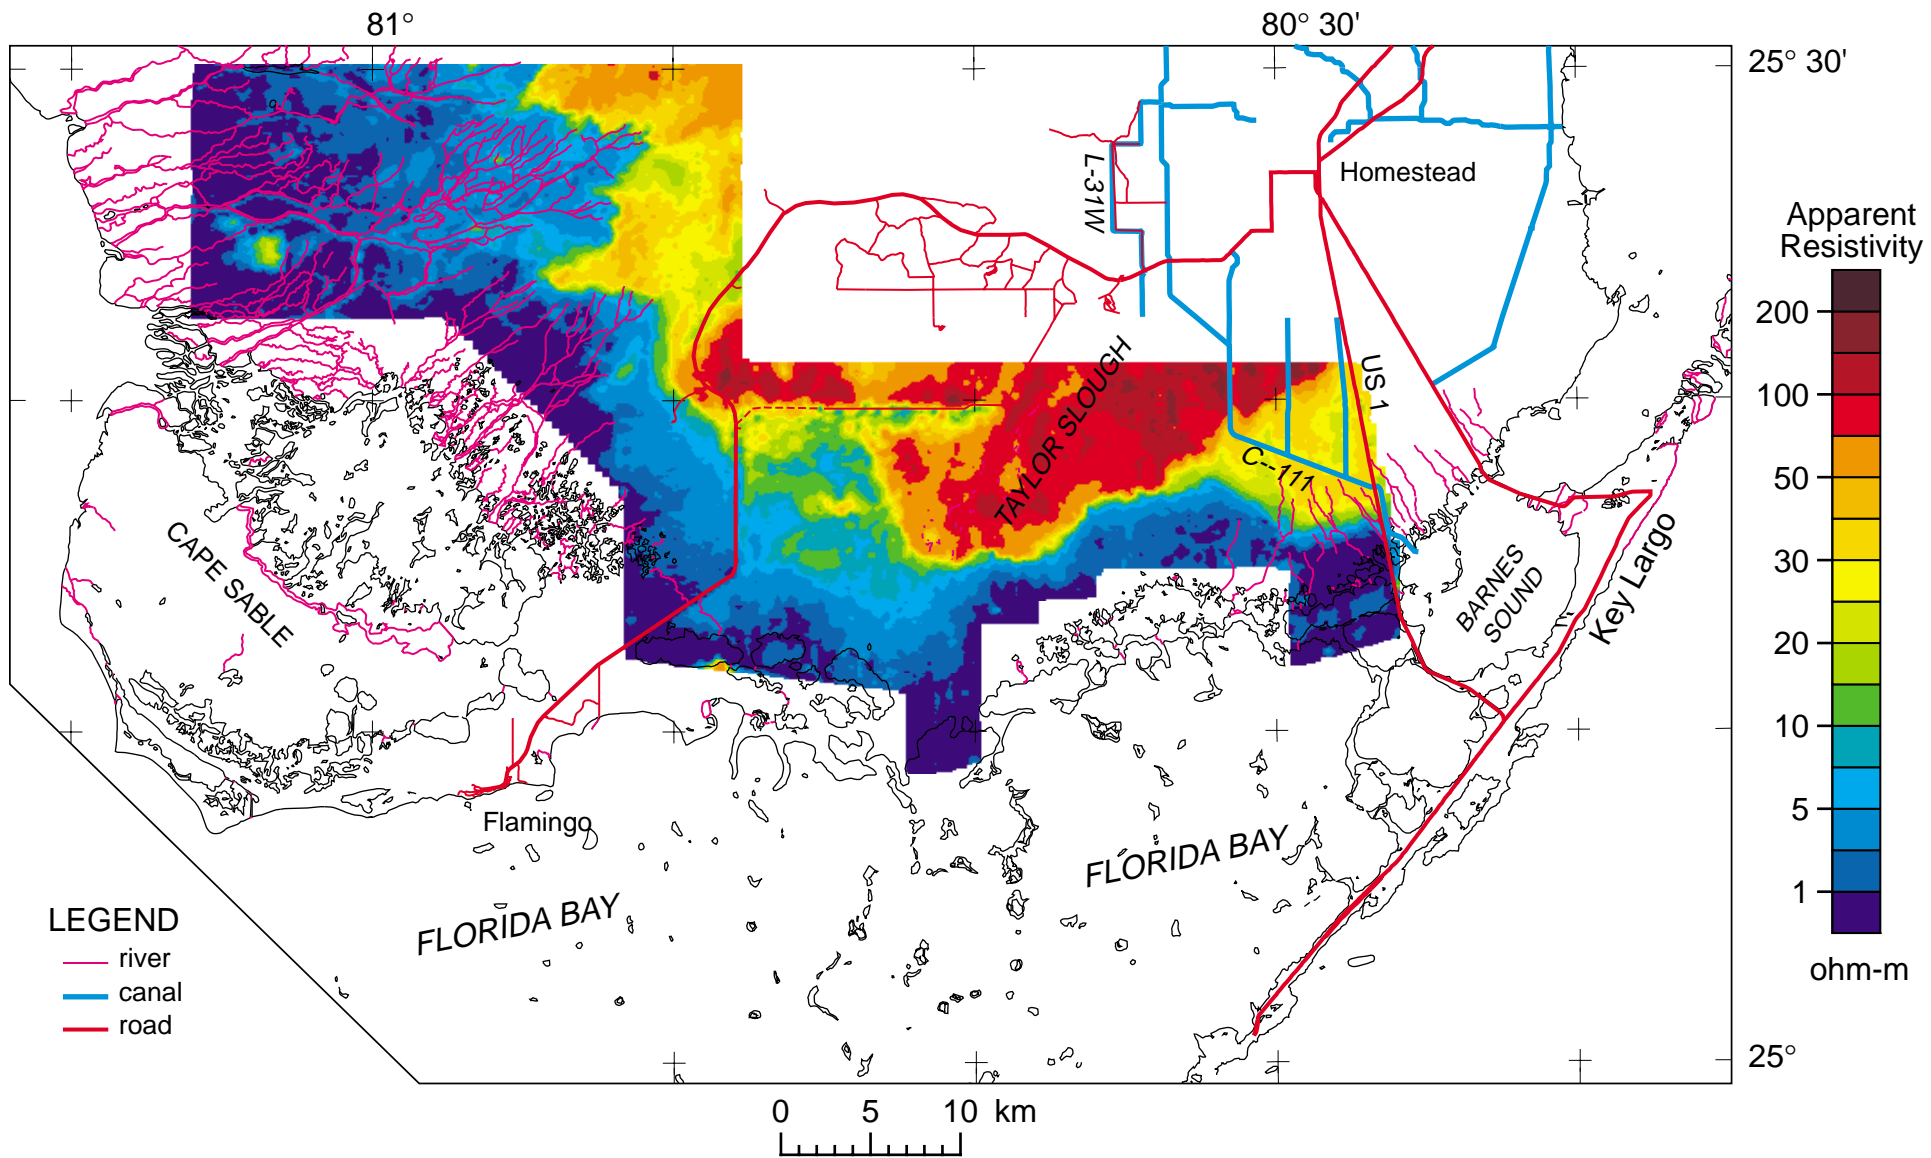 81°
80° 30'
25° 30'
L-31W
Homestead
Apparent
Resistivity
200
100
50
30
20
10
5
1
ohm-m
US 1
TAYLOR SLOUGH
C--111
CAPE SABLE
BARNES
SOUND
Key Largo
Flamingo
FLORIDA BAY
FLORIDA BAY
LEGEND
river
canal
road
25°
0 5 10 km